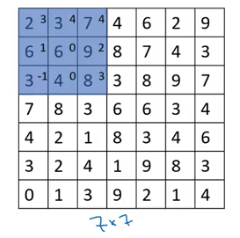 2 3 3 4 7 4 4 6 2 9
6 1 6 0 9 2 8 7 4 3
3 -1 4 0 8 3 3 8 9 7
7 8 3 6 6 3 4
4 2 1 8 3 4 6
3 2 4 1 9 8 3
0 1 3 9 2 1 4
7×7